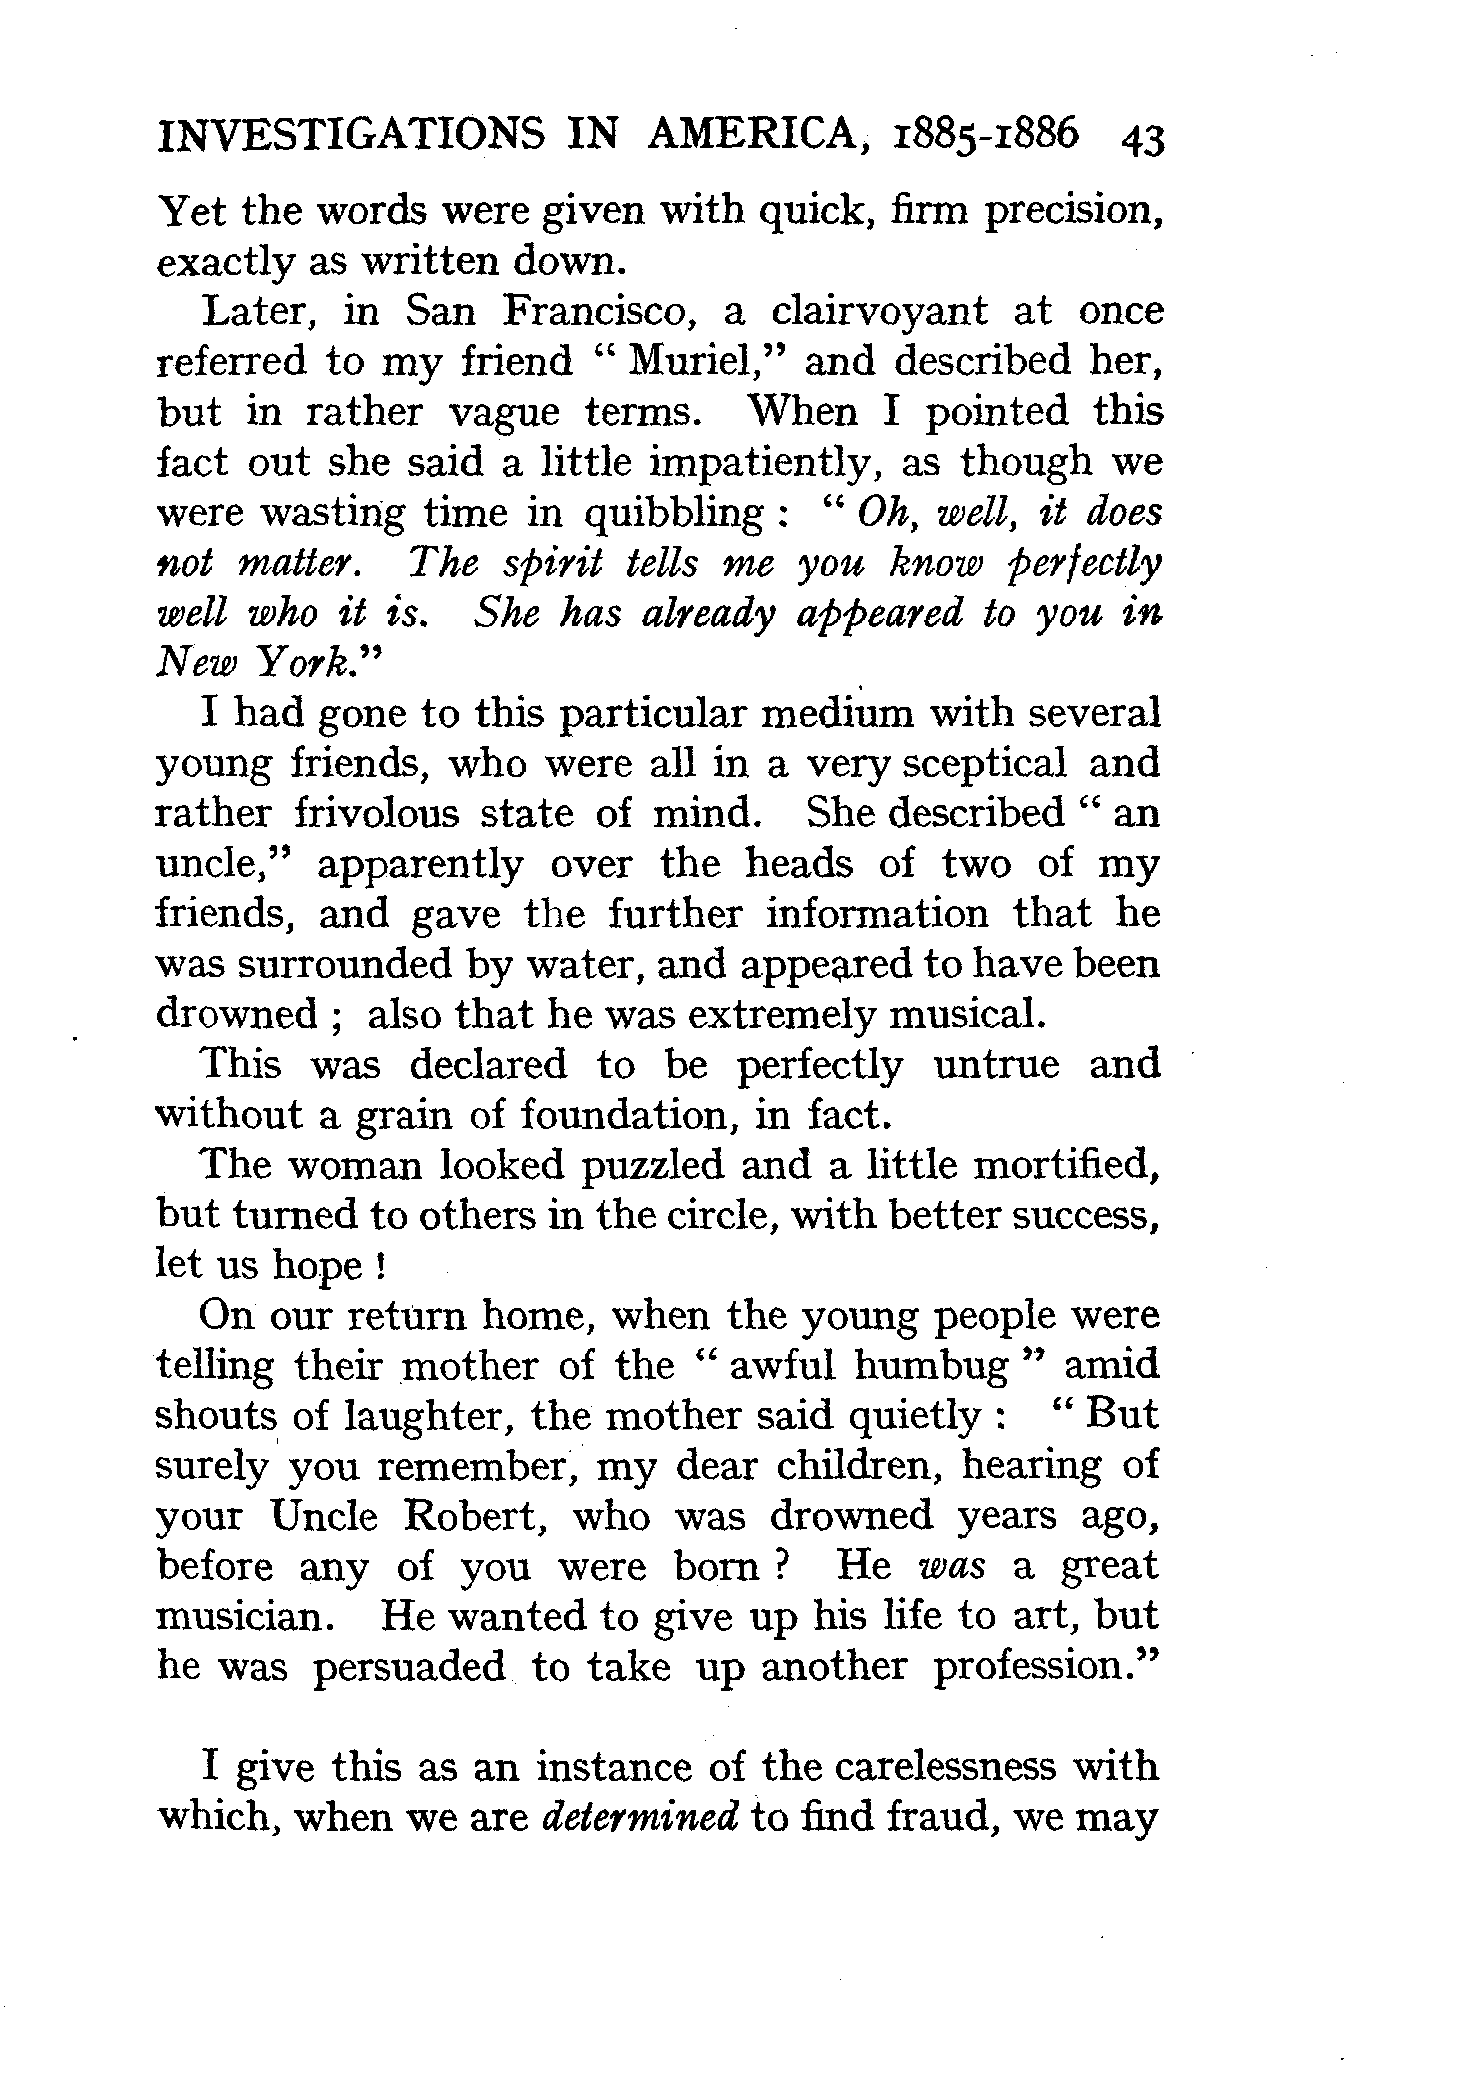 INVESTIGATIONS IN AMERICA, 1885-1886 43
Yet the words were given with quick, firm precision,
exactly as written down.
Later, in San Francisco, a clairvoyant at once
referred to my friend “ Muriel,” and described her,
but in rather vague terms. When I pointed this
fact out she said a little impatiently, as though we
were wasting time in quibbling : “ Oh, well, it does
not matter. The spirit tells me you know perfectly
well who it is. She has already appeared to you in
New York.”
I had gone to this particular medium with several
young friends, who were all in a very sceptical and
rather frivolous state of mind. She described “ an
uncle,” apparently over the heads of two of my
friends, and gave the further information that he
was surrounded by water, and appeared to have been
drowned ; also that he was extremely musical.
This was declared to be perfectly untrue and
without a grain of foundation, in fact.
The woman looked puzzled and a little mortified,
but turned to others in the circle, with better success,
let us hope !
On our return home, when the young people were
telling their mother of the “ awful humbug ” amid
shouts of laughter, the mother said quietly : “ But
surely you remember, my dear children, hearing of
your Uncle Robert, who was drowned years ago,
before any of you were born ? He was a great
musician. He wanted to give up his life to art, but
he was persuaded to take up another profession.”
I give this as an instance of the carelessness with
which, when we are determined to find fraud, we may